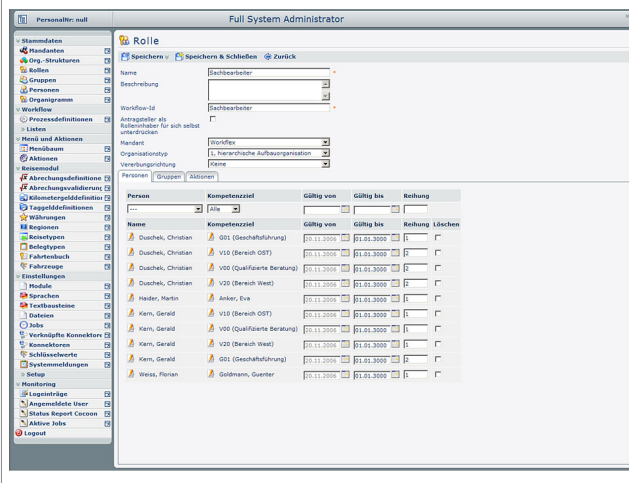 PersonalNr: null
Full System Administrator
Stammdaten
Mandanten
Org.-Strukturen
Rollen
Gruppen
Personen
Organigramm
Workflow
Prozessdefinitionen
Listen
Menü und Aktionen
Menübaum
Aktionen
Reisemodul
Abrechungsdefinitione
Abrechungsvalidierung
Kilometergelddefinition
Taggelddefinitionen
Währungen
Regionen
Reisetypen
Belegtypen
Fahrtenbuch
Fahrzeuge
Einstellungen
Module
Sprachen
Textbausteine
Dateien
Jobs
Verknüpfte Konnektore
Konnektoren
Schlüsselwerte
Systemmeldungen
Setup
Monitoring
Logeinträge
Angemeldete User
Status Report Cocoon
Aktive Jobs
Logout
Rolle
Speichern Speichern & Schließen Zurück
Name Sachbearbeiter *
Beschreibung
Workflow-Id Sachbearbeiter *
Antragsteller als
Rolleninhaber für sich selbst
unterdrücken
Mandant Workflex
Organisationstyp 1. hierarchische Aufbauorganisation
Vererbungsrichtung Keine
Personen Gruppen Aktionen
Person Kompetenzziel Gültig von Gültig bis Reihung
--- Alle
Name Kompetenzziel Gültig von Gültig bis Reihung Löschen
Duschek, Christian G01 (Geschäftsführung) 20.11.2006 01.01.3000 1
Duschek, Christian V10 (Bereich OST) 20.11.2006 01.01.3000 2
Duschek, Christian V00 (Qualifizierte Beratung) 20.11.2006 01.01.3000 2
Duschek, Christian V20 (Bereich West) 20.11.2006 01.01.3000 2
Haider, Martin Anker, Eva 20.11.2006 01.01.3000 1
Kern, Gerald V10 (Bereich OST) 20.11.2006 01.01.3000 1
Kern, Gerald V00 (Qualifizierte Beratung) 20.11.2006 01.01.3000 1
Kern, Gerald V20 (Bereich West) 20.11.2006 01.01.3000 1
Kern, Gerald G01 (Geschäftsführung) 20.11.2006 01.01.3000 2
Weiss, Florian Goldmann, Guenter 20.11.2006 01.01.3000 1